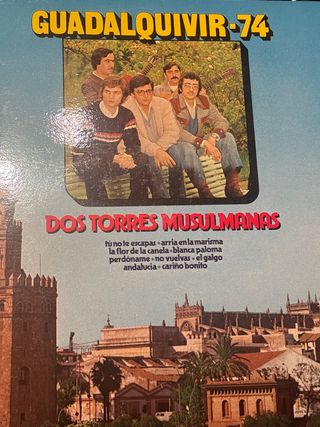 GUADALQUIVIR-74
DOS TORRES MUSULMANAS
tú no te escapas • arria en la marisma
la flor de la canela • blanca paloma
perdóname • no vuelvas • el galgo
andalucia • cariño bonito